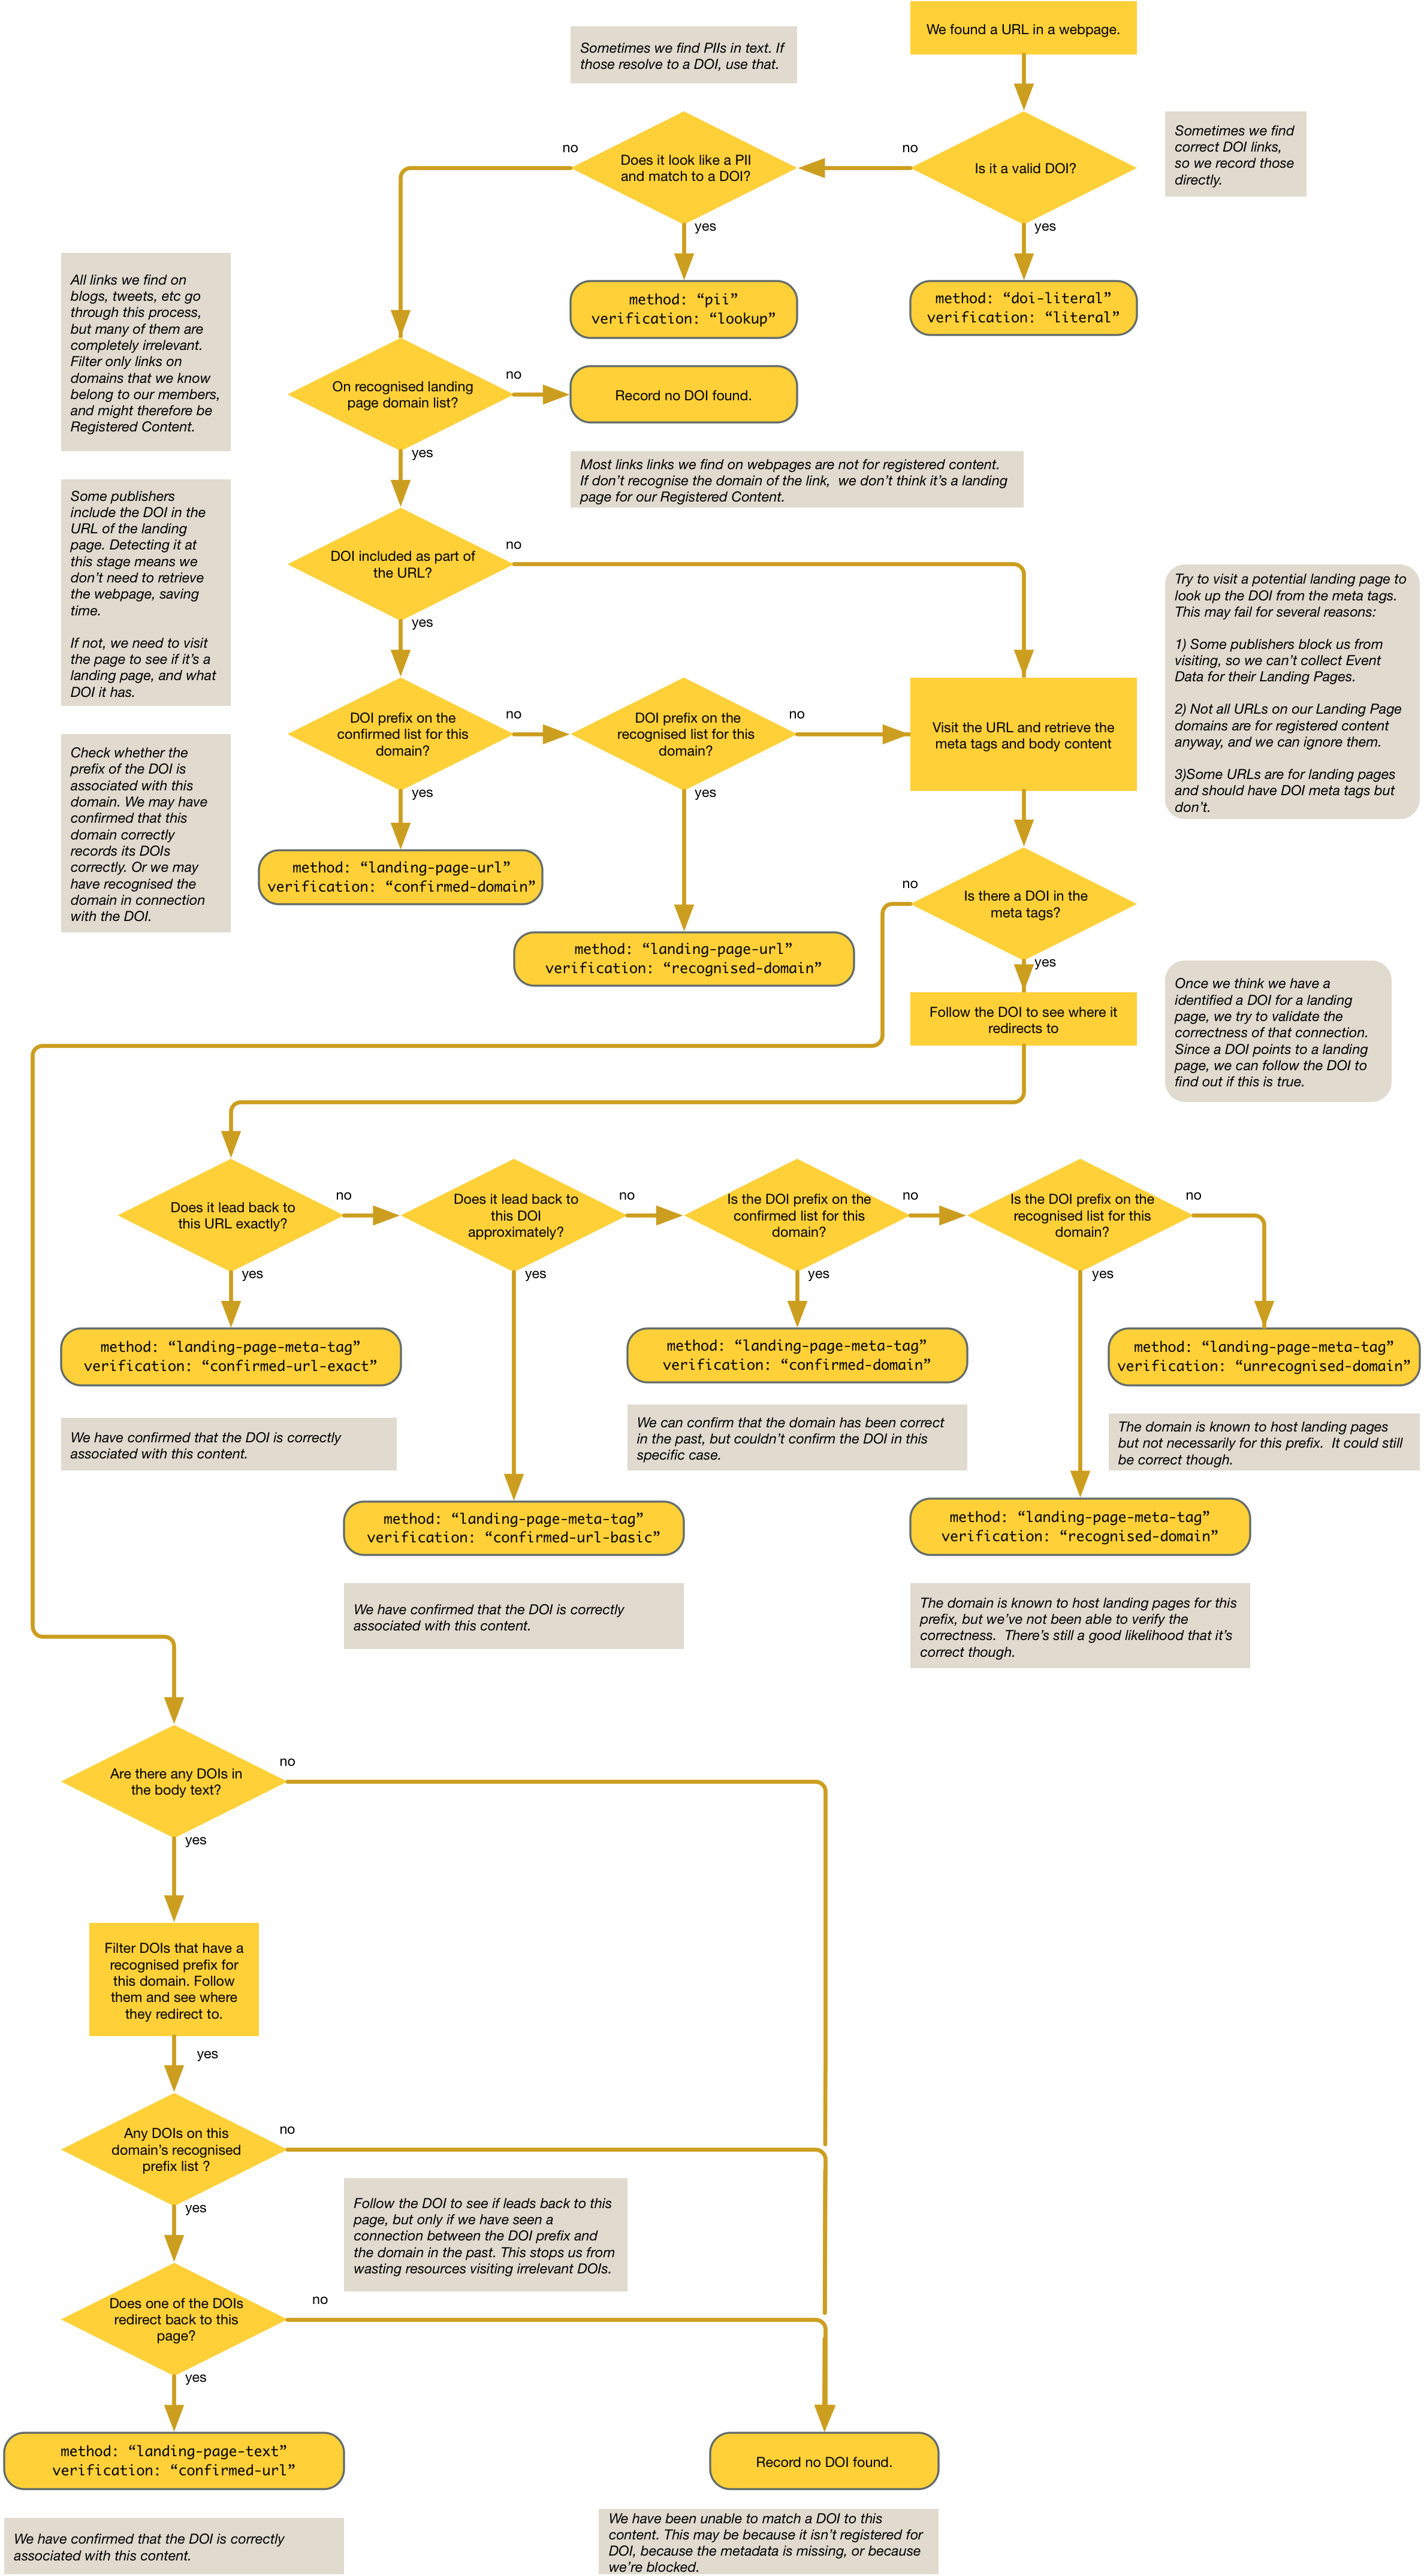 We found a URL in a webpage.
Sometimes we find PIIs in text. If
those resolve to a DOI, use that.
Sometimes we find
correct DOI links,
so we record those
directly.
Is it a valid DOI?
no
yes
Does it look like a PII
and match to a DOI?
no
yes
method: “pii”
verification: “lookup”
method: “doi-literal”
verification: “literal”
All links we find on
blogs, tweets, etc go
through this process,
but many of them are
completely irrelevant.
Filter only links on
domains that we know
belong to our members,
and might therefore be
Registered Content.
On recognised landing
page domain list?
no
yes
Record no DOI found.
Most links links we find on webpages are not for registered content.
If don’t recognise the domain of the link,  we don’t think it’s a landing
page for our Registered Content.
Some publishers
include the DOI in the
URL of the landing
page. Detecting it at
this stage means we
don’t need to retrieve
the webpage, saving
time.
If not, we need to visit
the page to see if it’s a
landing page, and what
DOI it has.
DOI included as part of
the URL?
no
yes
Try to visit a potential landing page to
look up the DOI from the meta tags.
This may fail for several reasons:
1) Some publishers block us from
visiting, so we can’t collect Event
Data for their Landing Pages.
2) Not all URLs on our Landing Page
domains are for registered content
anyway, and we can ignore them.
3)Some URLs are for landing pages
and should have DOI meta tags but
don’t.
Check whether the
prefix of the DOI is
associated with this
domain. We may have
confirmed that this
domain correctly
records its DOIs
correctly. Or we may
have recognised the
domain in connection
with the DOI.
DOI prefix on the
confirmed list for this
domain?
no
yes
DOI prefix on the
recognised list for this
domain?
no
yes
Visit the URL and retrieve the
meta tags and body content
method: “landing-page-url”
verification: “confirmed-domain”
method: “landing-page-url”
verification: “recognised-domain”
Is there a DOI in the
meta tags?
no
yes
Follow the DOI to see where it
redirects to
Once we think we have a
identified a DOI for a landing
page, we try to validate the
correctness of that connection.
Since a DOI points to a landing
page, we can follow the DOI to
find out if this is true.
Does it lead back to
this URL exactly?
no
yes
Does it lead back to
this DOI
approximately?
no
yes
Is the DOI prefix on the
confirmed list for this
domain?
no
yes
Is the DOI prefix on the
recognised list for this
domain?
no
yes
method: “landing-page-meta-tag”
verification: “confirmed-url-exact”
method: “landing-page-meta-tag”
verification: “confirmed-domain”
method: “landing-page-meta-tag”
verification: “unrecognised-domain”
We have confirmed that the DOI is correctly
associated with this content.
We can confirm that the domain has been correct
in the past, but couldn’t confirm the DOI in this
specific case.
The domain is known to host landing pages
but not necessarily for this prefix.  It could still
be correct though.
method: “landing-page-meta-tag”
verification: “confirmed-url-basic”
method: “landing-page-meta-tag”
verification: “recognised-domain”
We have confirmed that the DOI is correctly
associated with this content.
The domain is known to host landing pages for this
prefix, but we’ve not been able to verify the
correctness.  There’s still a good likelihood that it’s
correct though.
Are there any DOIs in
the body text?
no
yes
Filter DOIs that have a
recognised prefix for
this domain. Follow
them and see where
they redirect to.
yes
Any DOIs on this
domain’s recognised
prefix list ?
no
yes
Follow the DOI to see if leads back to this
page, but only if we have seen a
connection between the DOI prefix and
the domain in the past. This stops us from
wasting resources visiting irrelevant DOIs.
Does one of the DOIs
redirect back to this
page?
no
yes
method: “landing-page-text”
verification: “confirmed-url”
Record no DOI found.
We have confirmed that the DOI is correctly
associated with this content.
We have been unable to match a DOI to this
content. This may be because it isn’t registered for
DOI, because the metadata is missing, or because
we’re blocked.